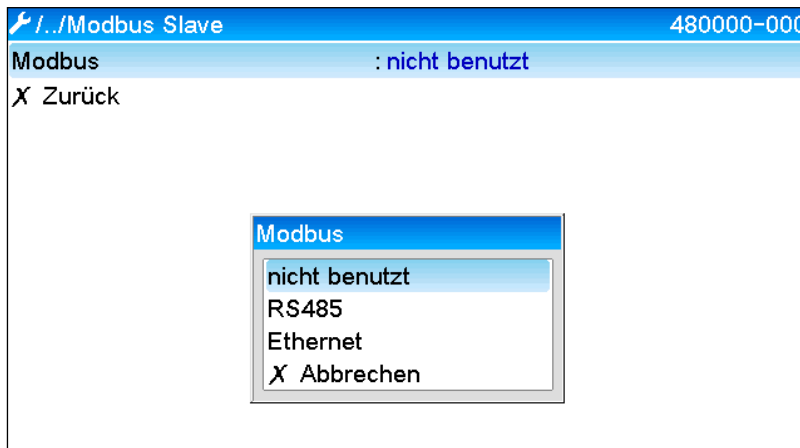 /../Modbus Slave 480000-000
Modbus : nicht benutzt
X Zurück
Modbus
nicht benutzt
RS485
Ethernet
X Abbrechen